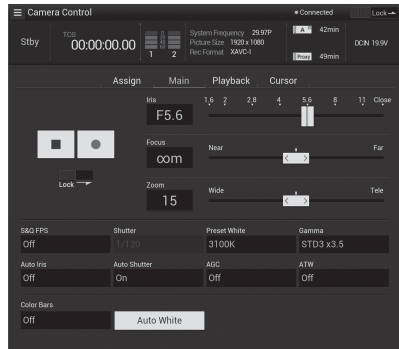 Camera Control
Connected
Lock
Stby
TCG
00:00:00.00
1 2
System Frequency 29.97P
Picture Size 1920 x 1080
Rec Format XAVC-I
A 42min
Proxy 49min
DCIN 19.9V
Assign Main Playback Cursor
Iris
F5.6
1,6 2 2,8 4 5,6 8 11 Close
Focus
∞m
Near Far
Lock
Zoom
15
Wide Tele
S&Q FPS Shutter Preset White Gamma
Off 1/120 3100K STD3 x3.5
Auto Iris Auto Shutter AGC ATW
Off On Off Off
Color Bars
Off Auto White